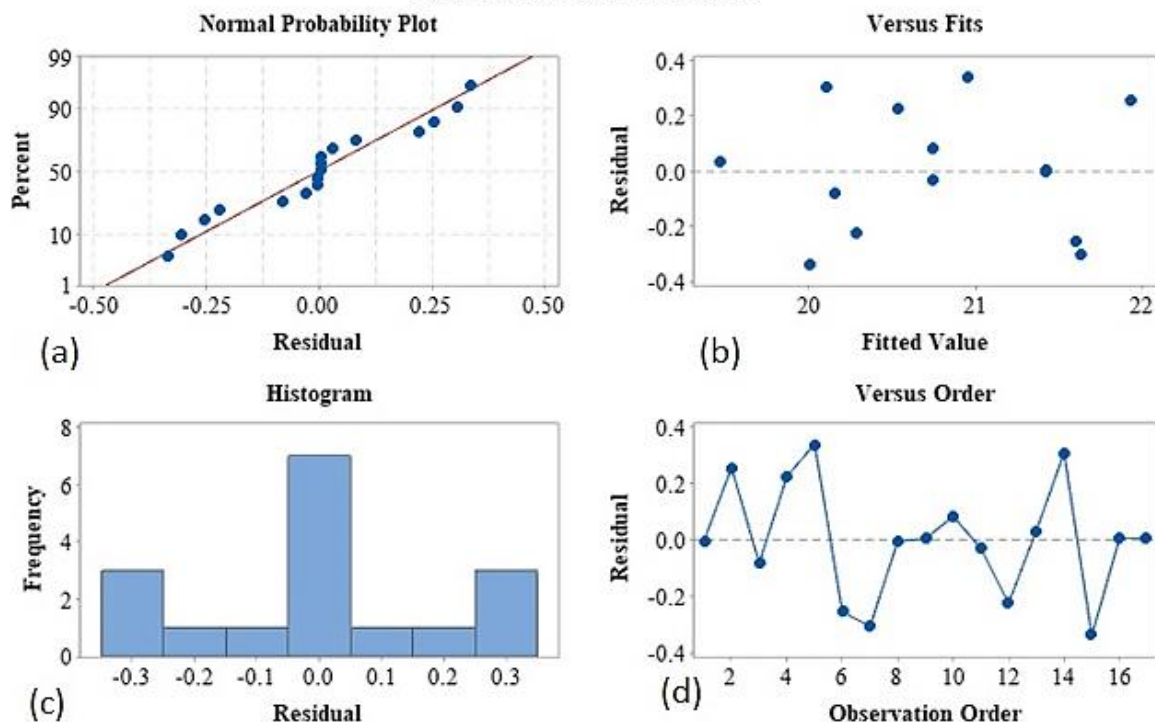 Normal Probability Plot
99
90
50
10
1
Percent
-0.50 -0.25 0.00 0.25 0.50
Residual
(a)
Versus Fits
0.4
0.2
0.0
-0.2
-0.4
Residual
20 21 22
Fitted Value
(b)
Histogram
8
6
4
2
0
Frequency
-0.3 -0.2 -0.1 0.0 0.1 0.2 0.3
Residual
(c)
Versus Order
0.4
0.2
0.0
-0.2
-0.4
Residual
2 4 6 8 10 12 14 16
Observation Order
(d)